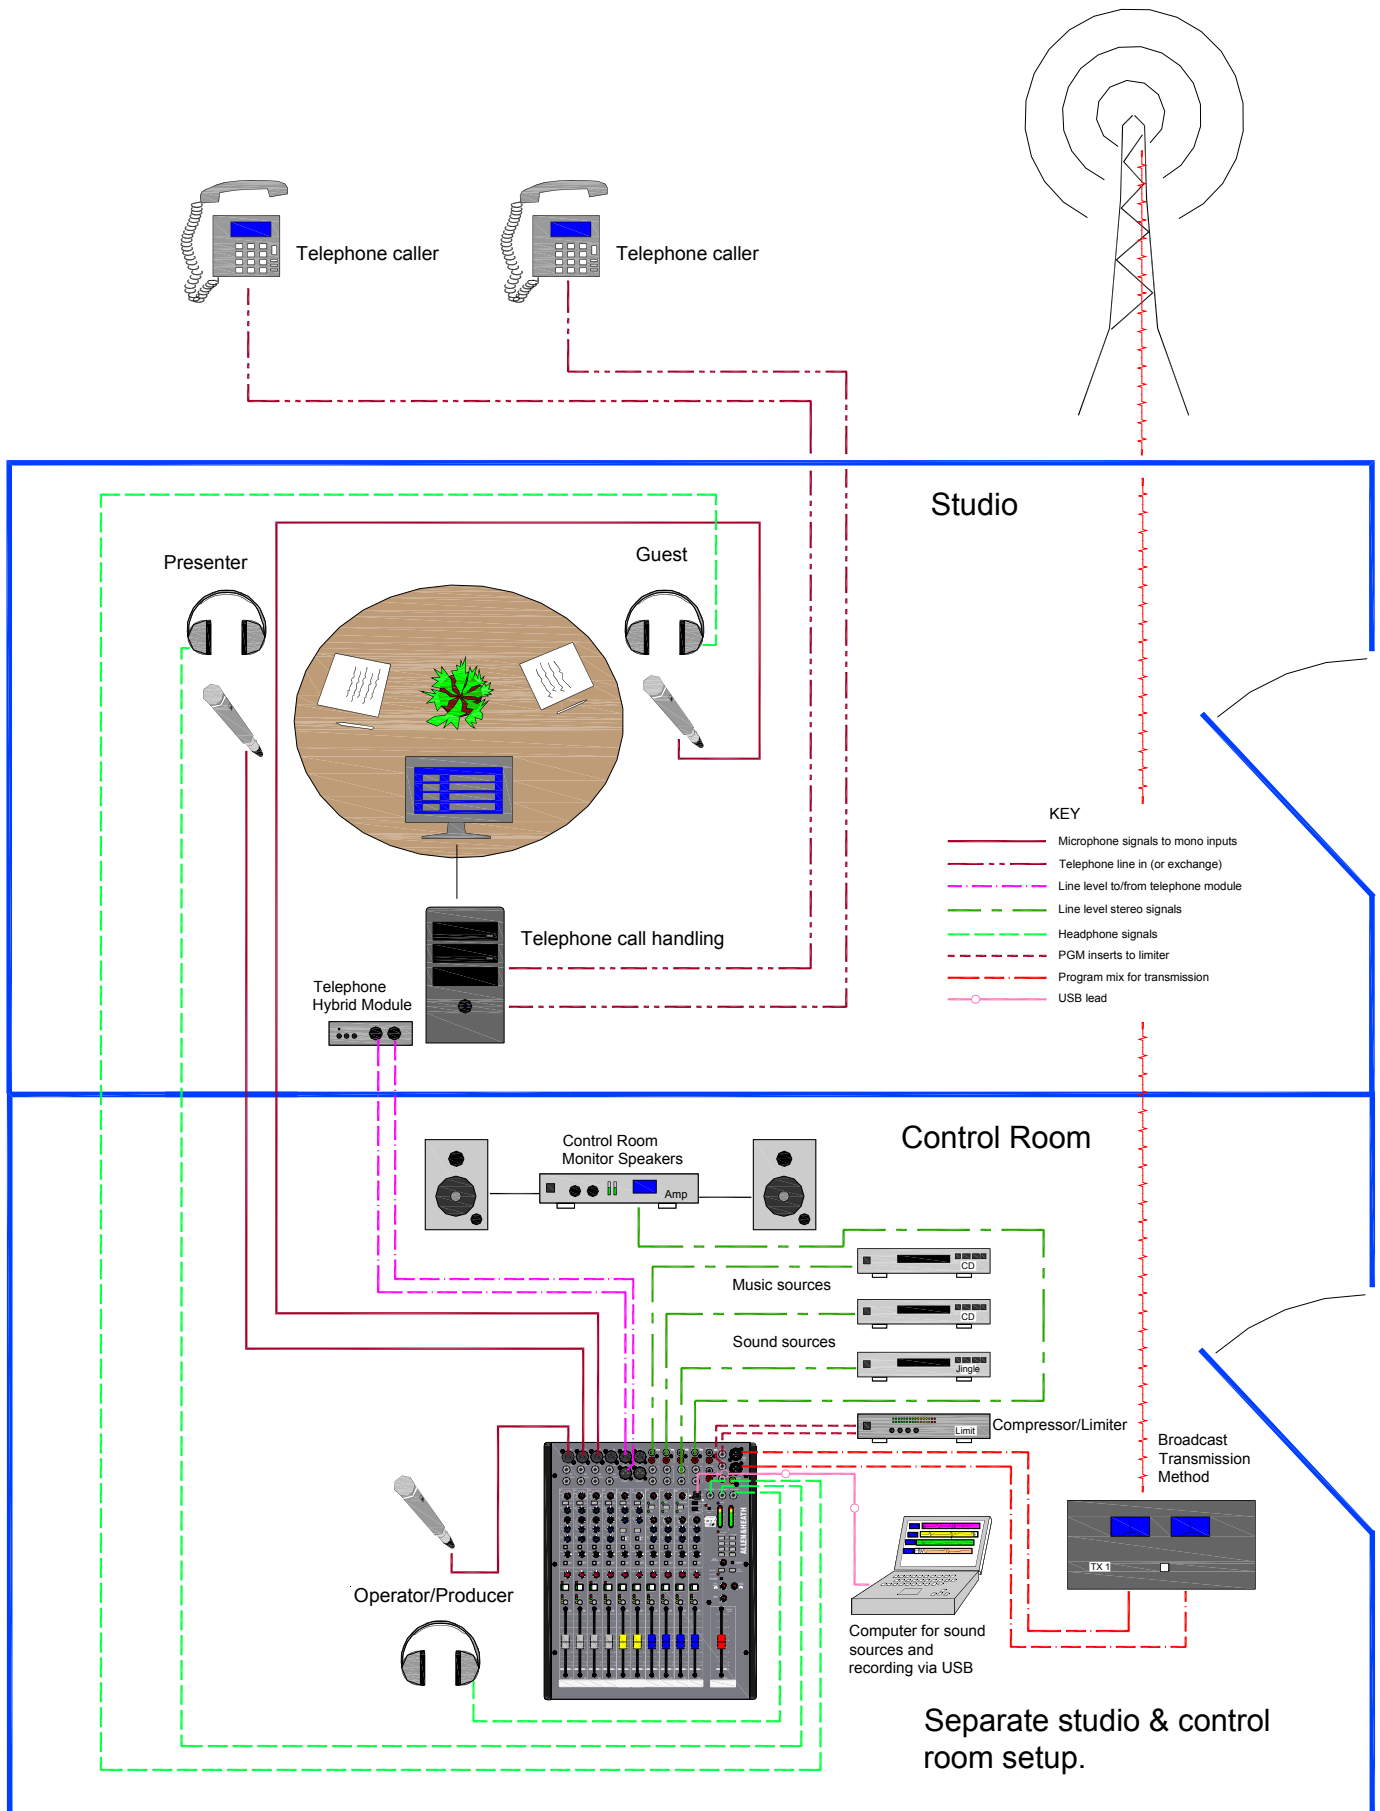 Telephone caller
Telephone caller
Studio
Presenter
Guest
KEY
Microphone signals to mono inputs
Telephone line in (or exchange)
Line level to/from telephone module
Line level stereo signals
Headphone signals
PGM inserts to limiter
Program mix for transmission
USB lead
Telephone call handling
Telephone
Hybrid Module
Control Room
Control Room
Monitor Speakers
Amp
CD
Music sources
CD
Sound sources
Jingle
Compressor/Limiter
Limit
Broadcast
Transmission
Method
ALLEN&HEATH
TX 1
Operator/Producer
Computer for sound
sources and
recording via USB
Separate studio & control
room setup.